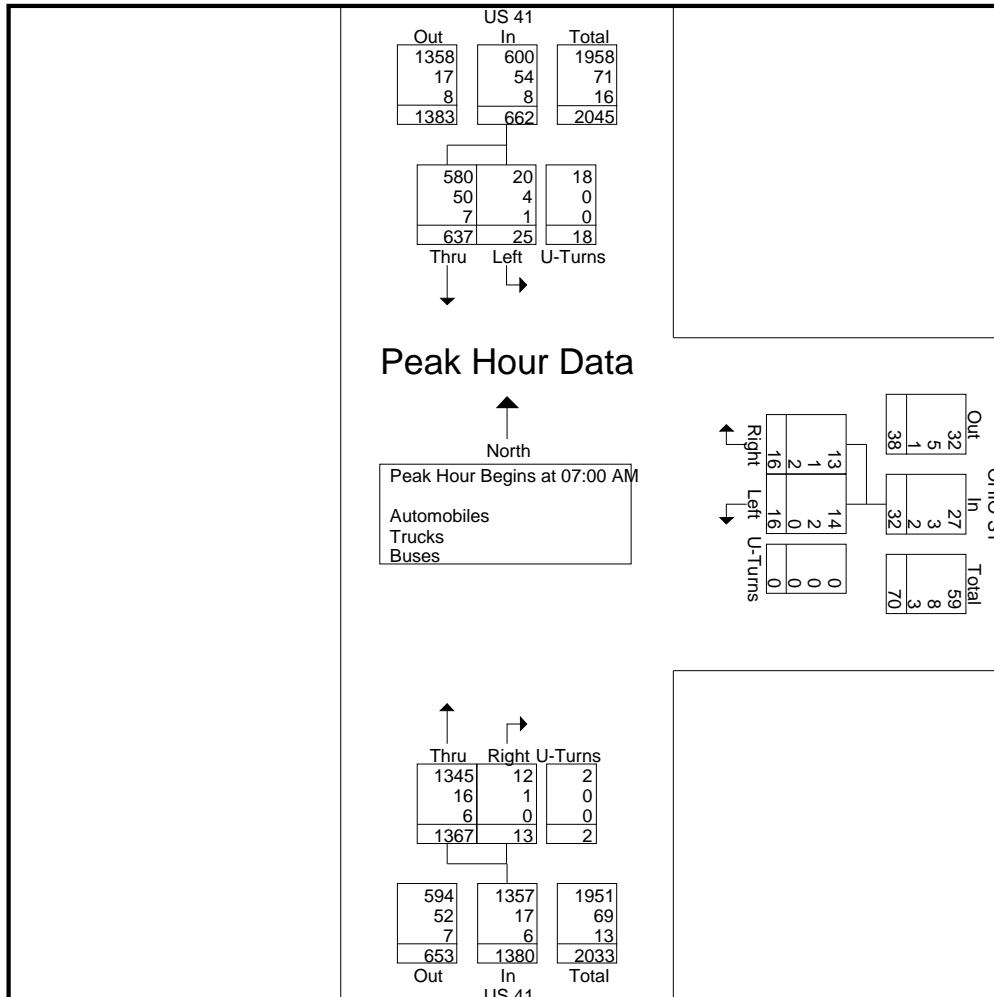 US 41
Out In Total
1358 600 1958
17 54 71
8 8 16
1383 662 2045
580 20 18
50 4 0
7 1 0
637 25 18
Thru Left U-Turns
Peak Hour Data
North
Peak Hour Begins at 07:00 AM
Automobiles
Trucks
Buses
Out In Total
32 27 59
5 3 8
1 2 3
38 32 70
13 14 0
1 2 0
2 0 0
16 16 0
Right Left U-Turns
Thru Right U-Turns
1345 12 2
16 1 0
6 0 0
1367 13 2
594 1357 1951
52 17 69
7 6 13
653 1380 2033
Out In Total
US 41